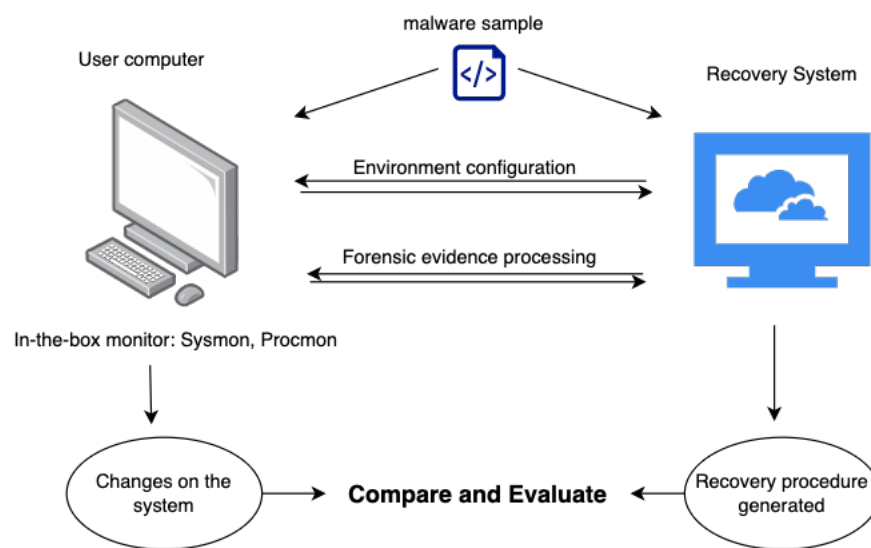 malware sample
User computer
</>
Recovery System
Environment configuration
Forensic evidence processing
In-the-box monitor: Sysmon, Procmon
Changes on the
system
Compare and Evaluate
Recovery procedure
generated